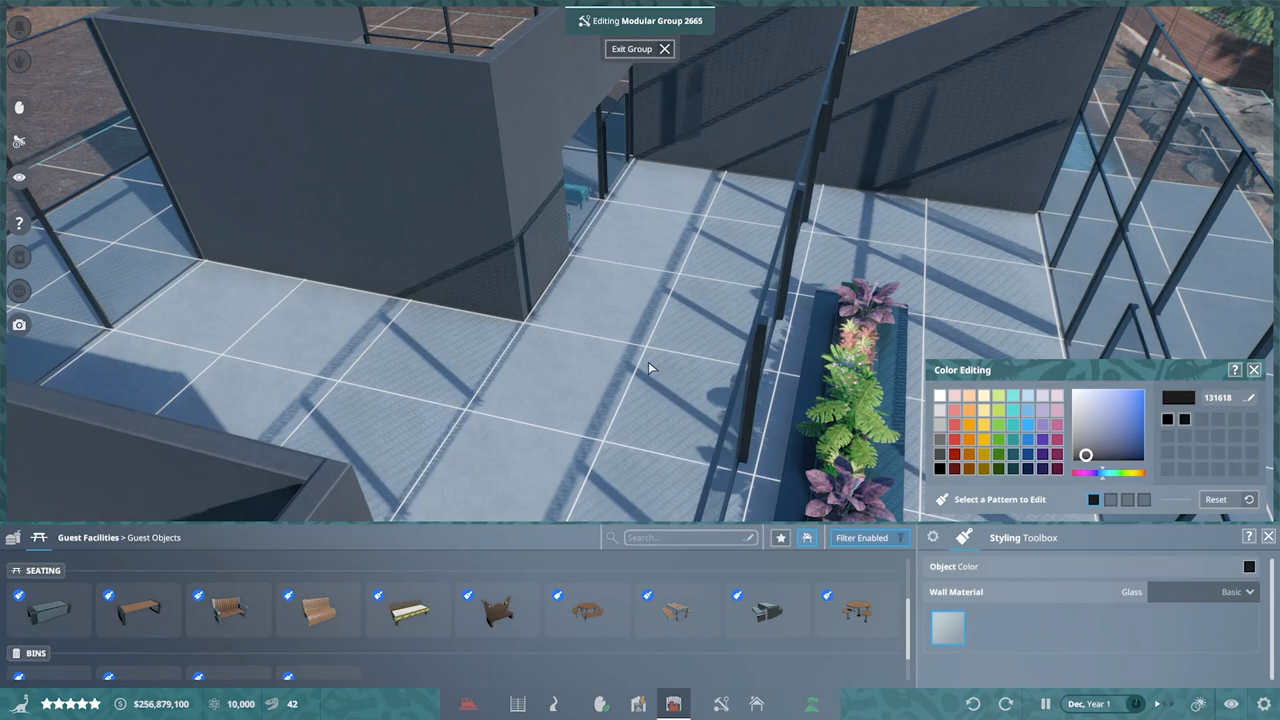 Editing Modular Group 2665
Exit Group
Color Editing
?
131618
Select a Pattern to Edit
Reset
?
Guest Facilities > Guest Objects
Search...
Filter Enabled
Styling Toolbox
?
SEATING
Object Color
Wall Material
Glass
Basic
BINS
$256,879,100
10,000
42
Dec, Year 1